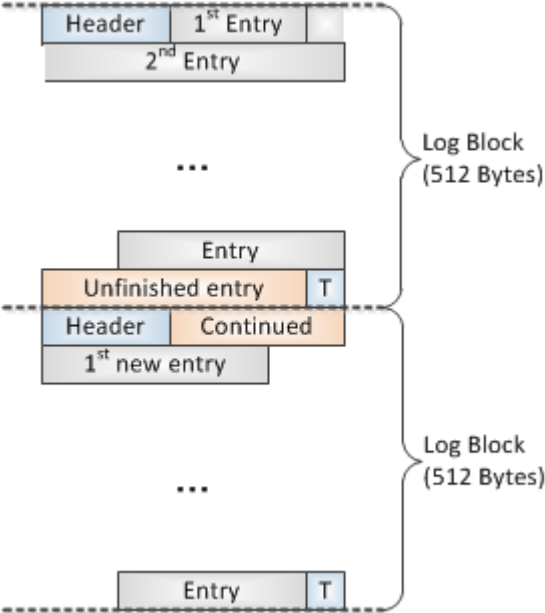 Header 1st Entry
2nd Entry
...
Log Block
(512 Bytes)
Entry
Unfinished entry T
Header Continued
1st new entry
Log Block
(512 Bytes)
...
Entry T